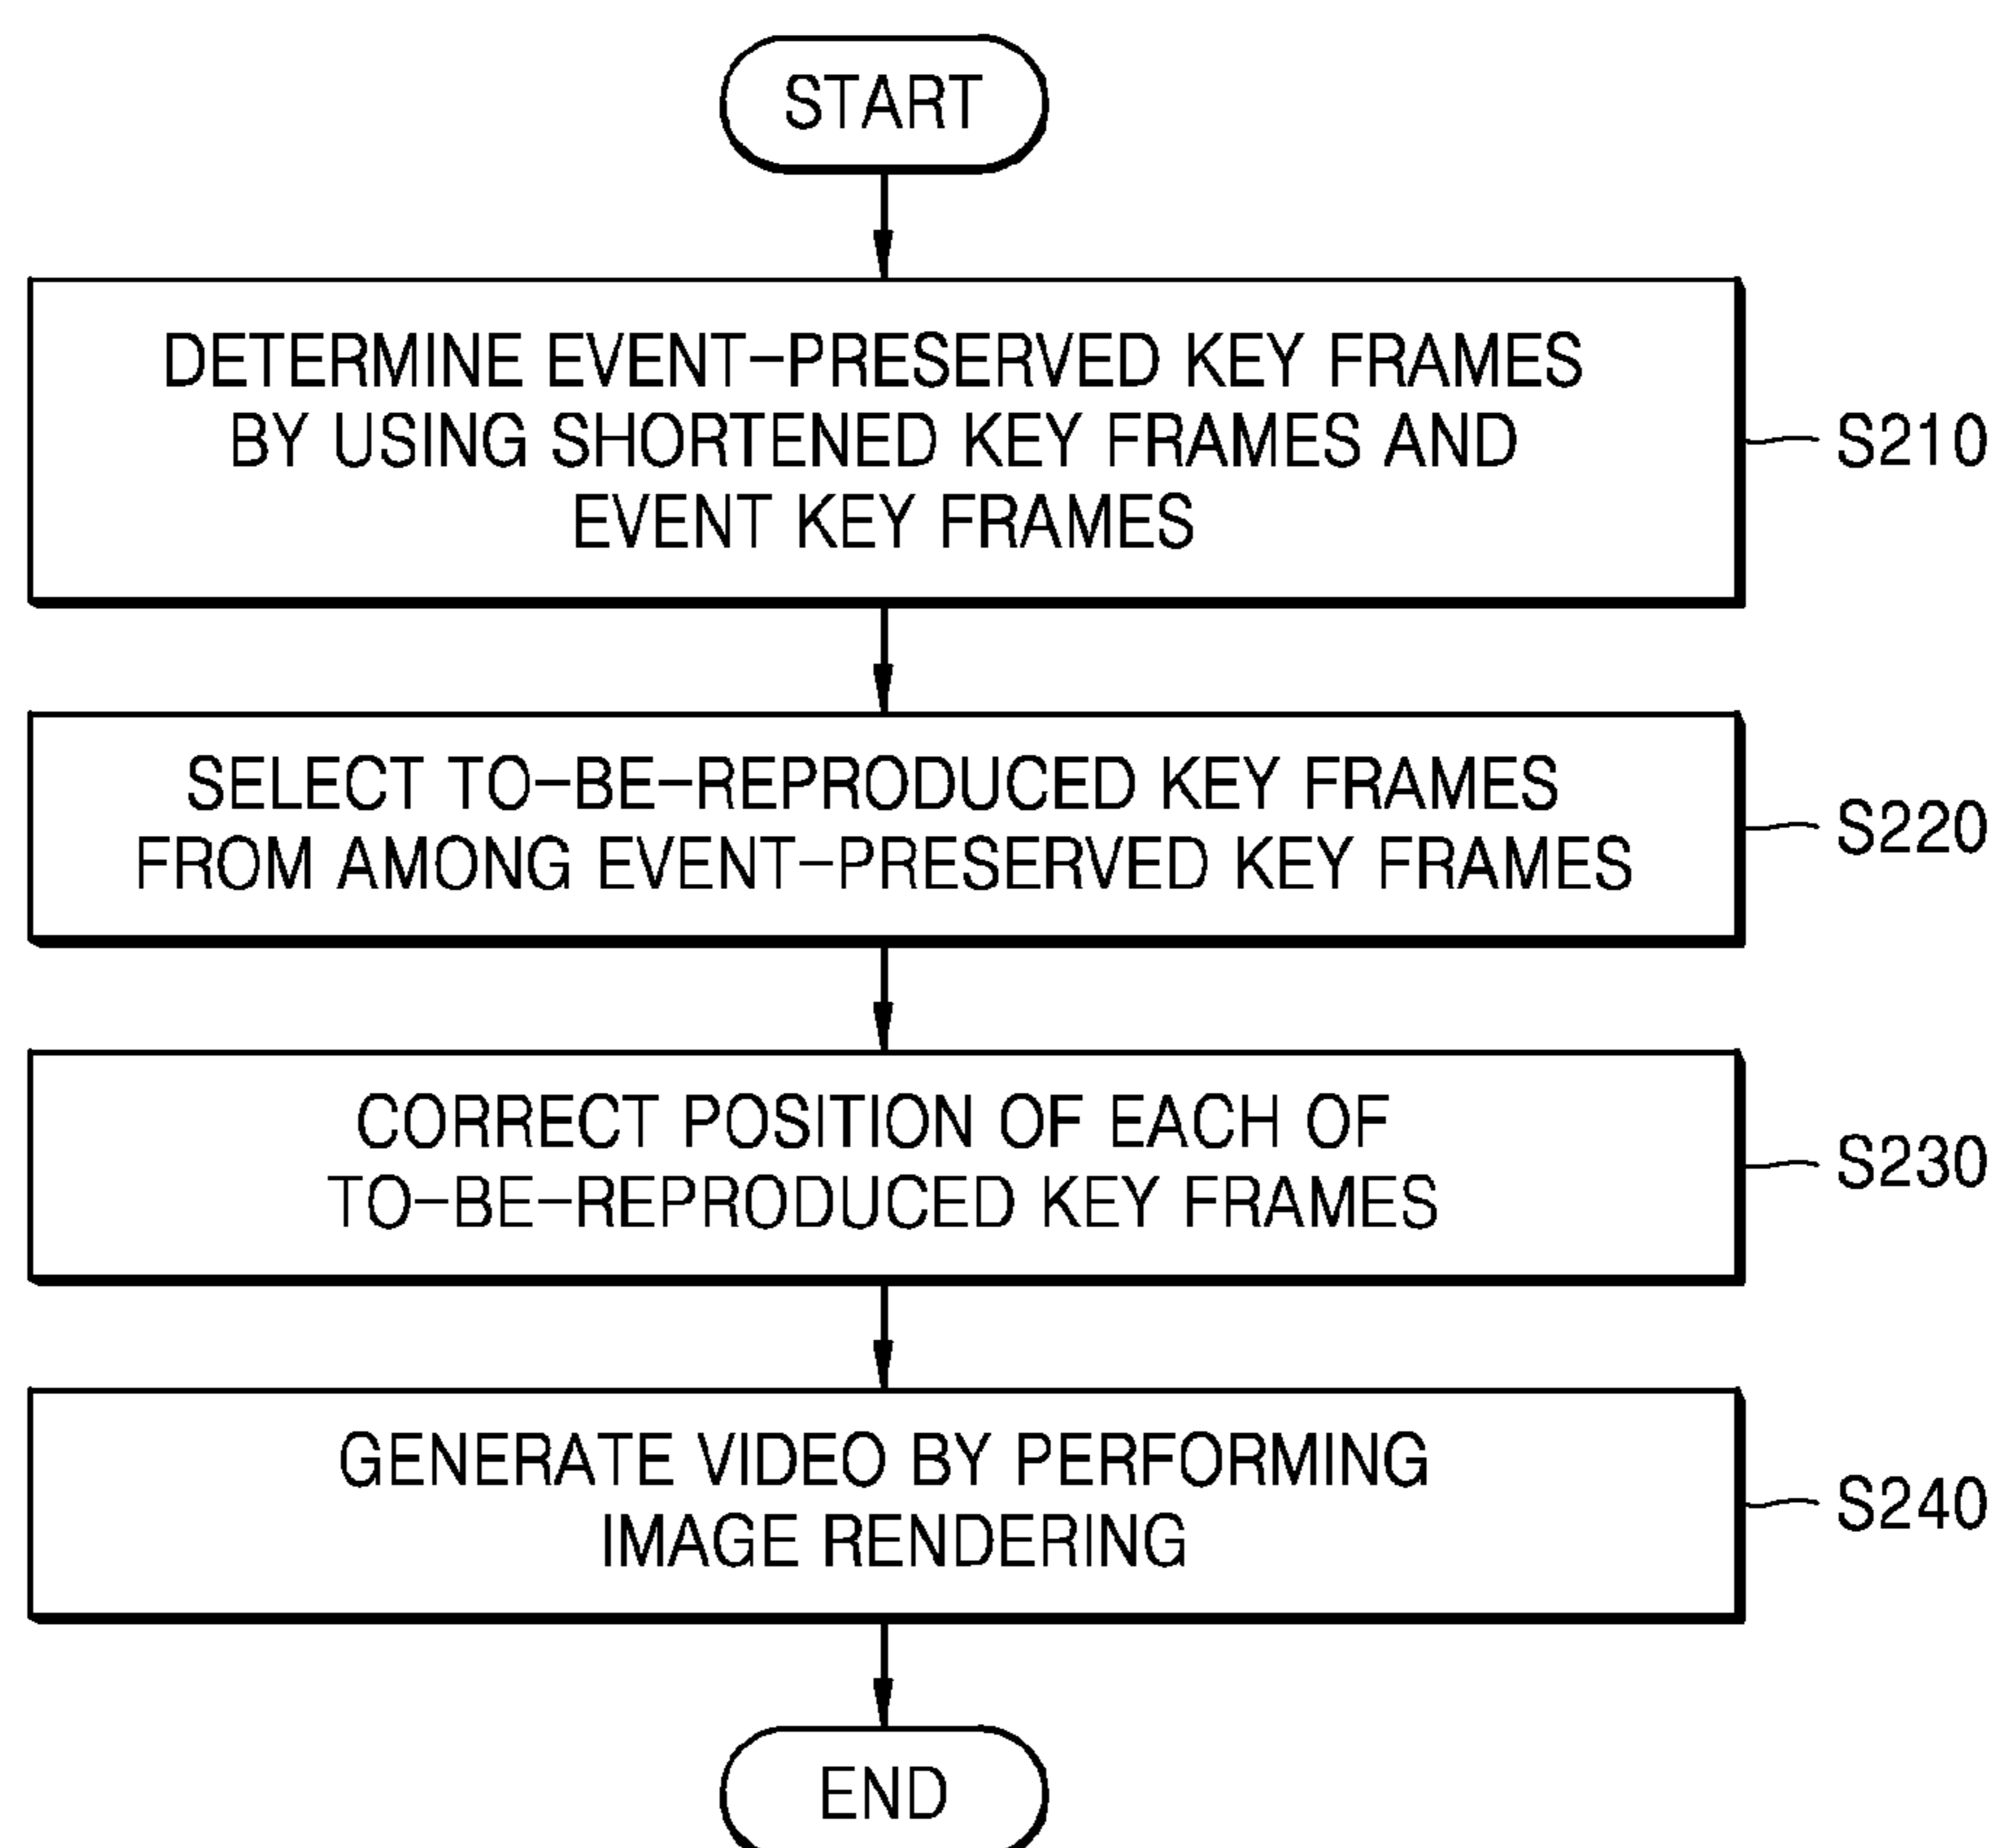 START
DETERMINE EVENT-PRESERVED KEY FRAMES
BY USING SHORTENED KEY FRAMES AND
EVENT KEY FRAMES
S210
SELECT TO-BE-REPRODUCED KEY FRAMES
FROM AMONG EVENT-PRESERVED KEY FRAMES
S220
CORRECT POSITION OF EACH OF
TO-BE-REPRODUCED KEY FRAMES
S230
GENERATE VIDEO BY PERFORMING
IMAGE RENDERING
S240
END